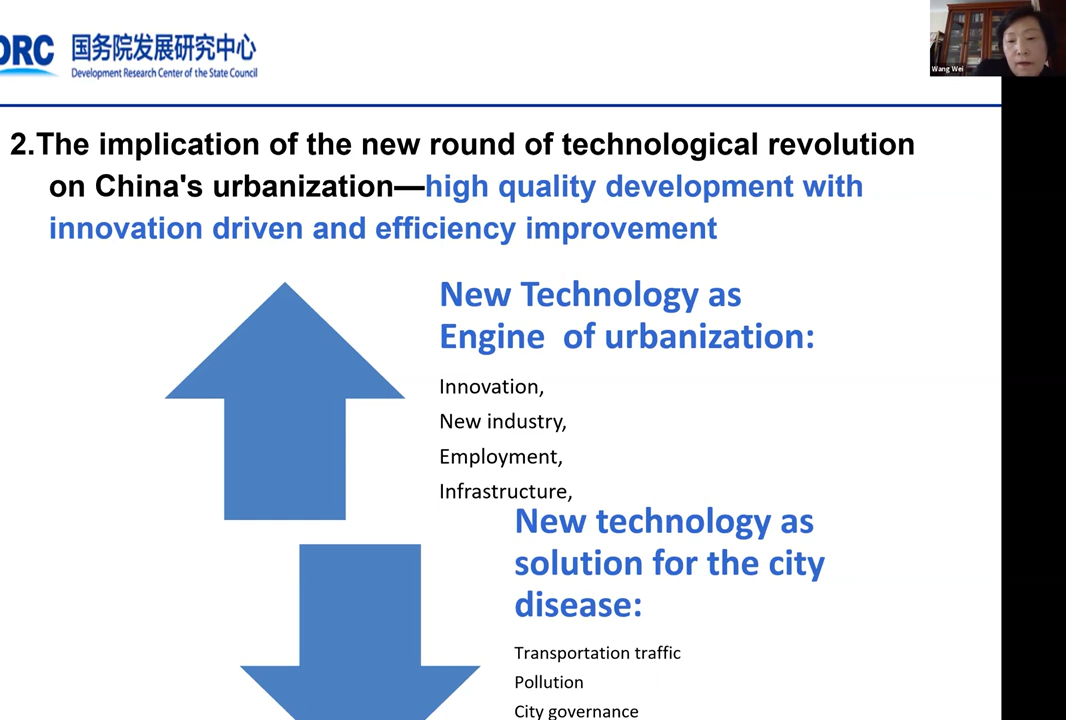 DRC 国务院发展研究中心
Development Research Center of the State Council
Wang Wei
2.The implication of the new round of technological revolution
on China's urbanization—high quality development with
innovation driven and efficiency improvement
New Technology as
Engine of urbanization:
Innovation,
New industry,
Employment,
Infrastructure,
New technology as
solution for the city
disease:
Transportation traffic
Pollution
City governance